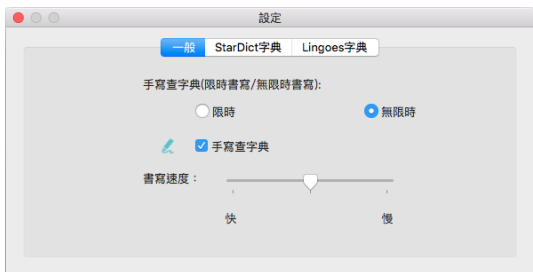 設定
一般 StarDict字典 Lingoes字典
手寫查字典(限時書寫/無限時書寫):
限時 無限時
手寫查字典
書寫速度：
快 慢